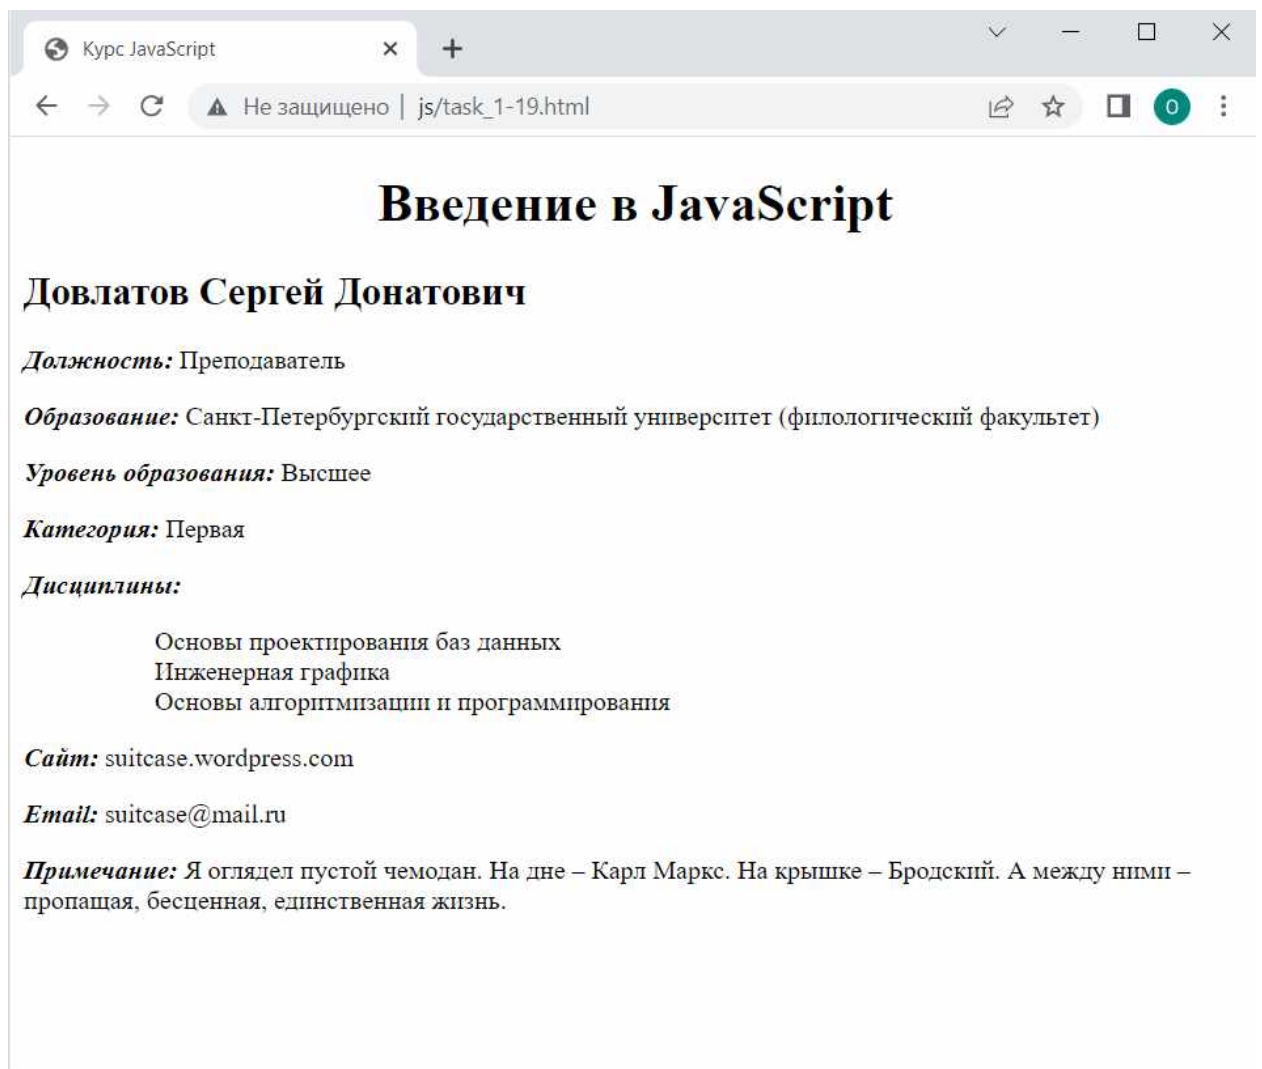 Курс JavaScript
Не защищено | js/task_1-19.html
O
Введение в JavaScript
Довлатов Сергей Донатович
Должность: Преподаватель
Образование: Санкт-Петербургский государственный университет (филологический факультет)
Уровень образования: Высшее
Категория: Первая
Дисциплины:
Основы проектирования баз данных
Инженерная графика
Основы алгоритмизации и программирования
Сайт: suitcase.wordpress.com
Email: suitcase@mail.ru
Примечание: Я оглядел пустой чемодан. На дне – Карл Маркс. На крышке – Бродский. А между ними –
пропащая, бесценная, единственная жизнь.